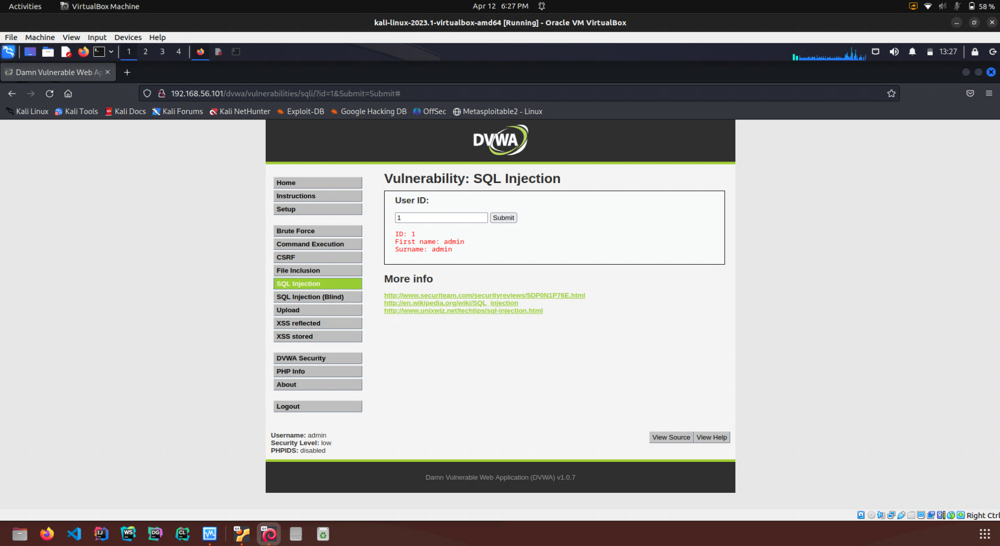 Activities
VirtualBox Machine
Apr 12 6:27 PM
58 %
kali-linux-2023.1-virtualbox-amd64 [Running] - Oracle VM VirtualBox
File Machine View Input Devices Help
1 2 3 4
13:27
Damn Vulnerable Web Ap
192.168.56.101/dvwa/vulnerabilities/sqli/?id=1&Submit=Submit#
Kali Linux Kali Tools Kali Docs Kali Forums Kali NetHunter Exploit-DB Google Hacking DB OffSec Metasploitable2 - Linux
DVWA
Home
Instructions
Setup
Brute Force
Command Execution
CSRF
File Inclusion
SQL Injection
SQL Injection (Blind)
Upload
XSS reflected
XSS stored
DVWA Security
PHP Info
About
Logout
Vulnerability: SQL Injection
User ID:
1
Submit
ID: 1
First name: admin
Surname: admin
More info
http://www.securiteam.com/securityreviews/5DP0N1P76E.html
http://en.wikipedia.org/wiki/SQL_injection
http://www.unixwiz.net/techtips/sql-injection.html
Username: admin
Security Level: low
PHPIDS: disabled
View Source View Help
Damn Vulnerable Web Application (DVWA) v1.0.7
Right Ctrl
IJ WS DG CL 64 64 SSD